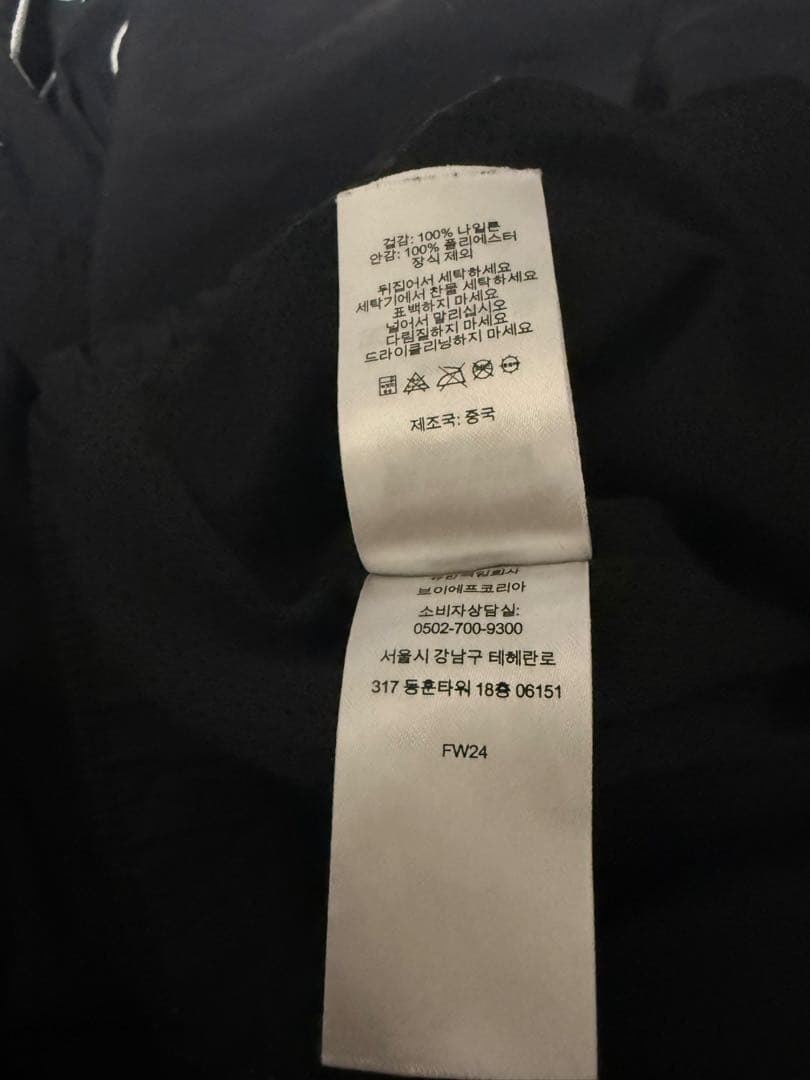 겉감: 100% 나일론
안감: 100% 폴리에스터
장식 제외
뒤집어서 세탁하세요
세탁기에서 찬물 세탁하세요
표백하지 마세요
널어서 말리십시오
다림질하지 마세요
드라이클리닝하지 마세요
제조국: 중국
브이에프코리아
소비자상담실:
0502-700-9300
서울시 강남구 테헤란로
317 동훈타워 18층 06151
FW24